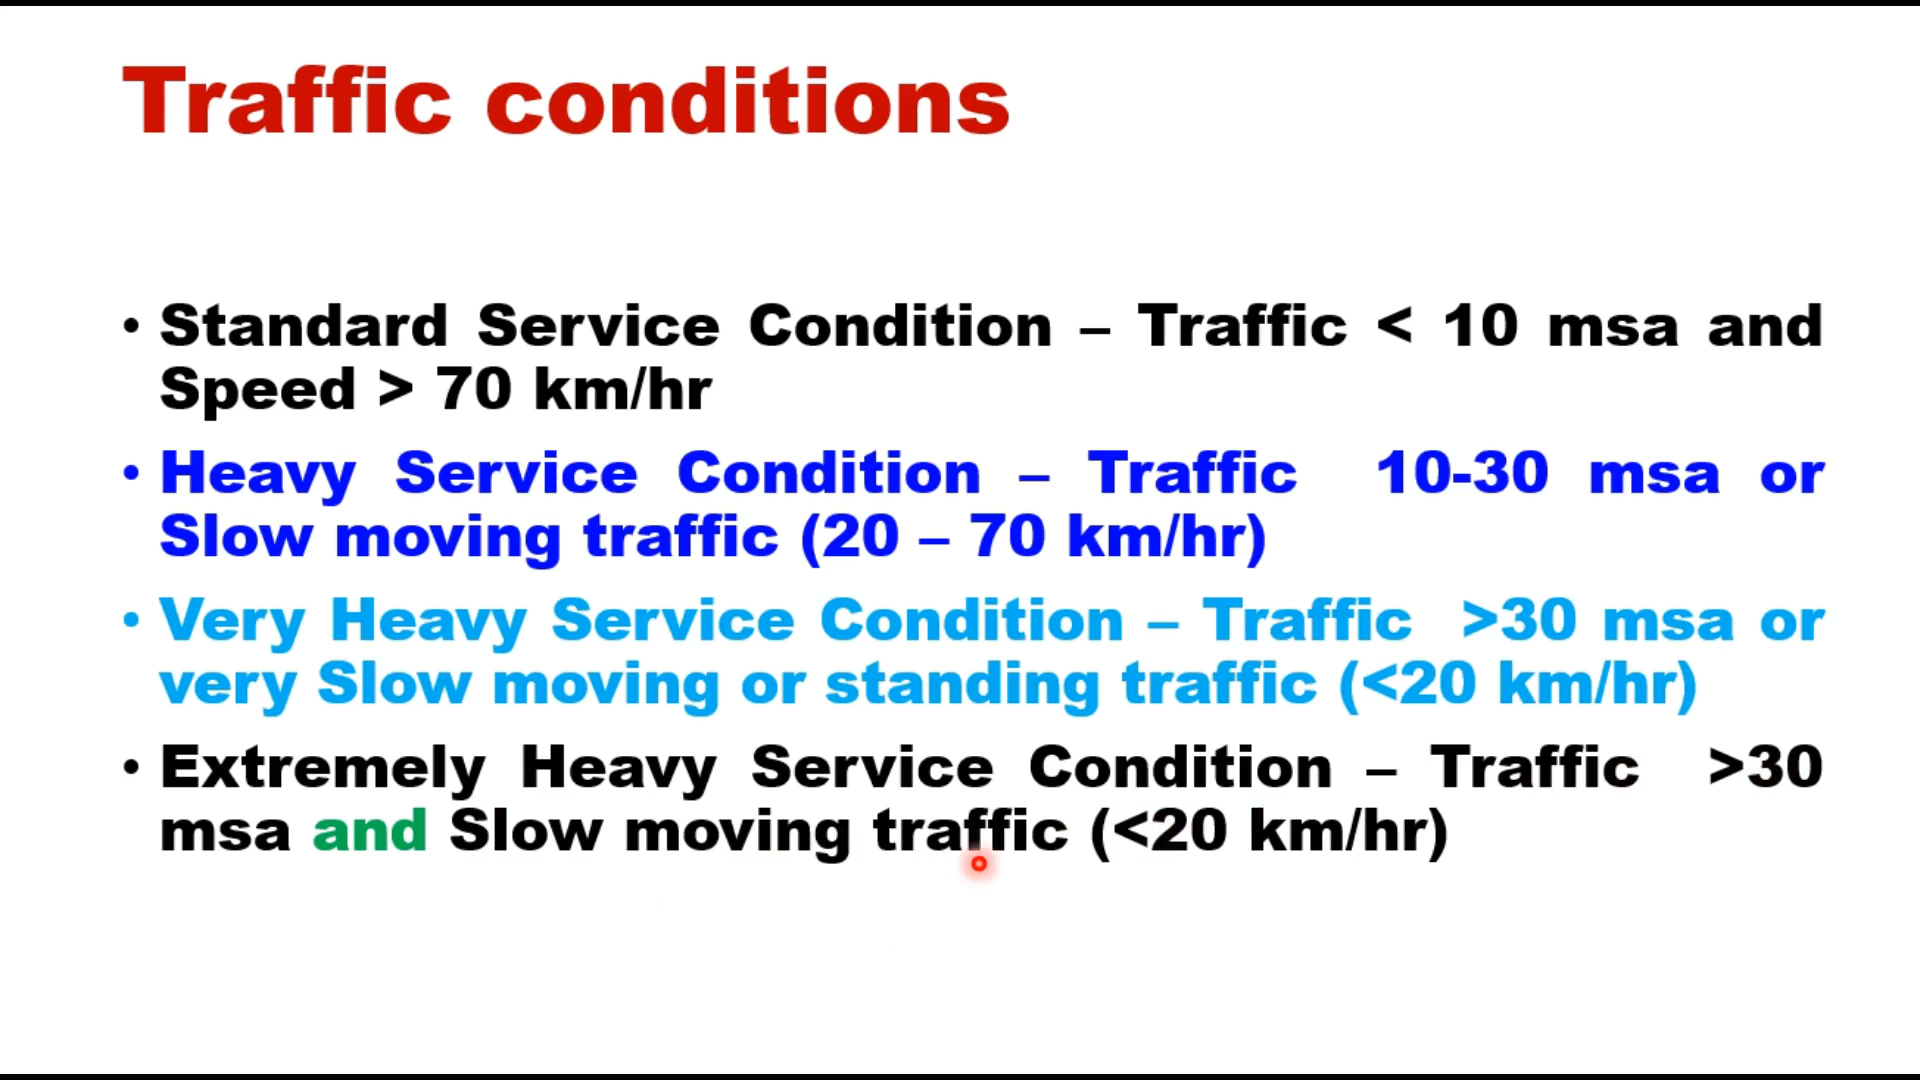 Traffic conditions
• Standard Service Condition – Traffic < 10 msa and
Speed > 70 km/hr
• Heavy Service Condition – Traffic 10-30 msa or
Slow moving traffic (20 – 70 km/hr)
• Very Heavy Service Condition – Traffic >30 msa or
very Slow moving or standing traffic (<20 km/hr)
• Extremely Heavy Service Condition – Traffic >30
msa and Slow moving traffic (<20 km/hr)